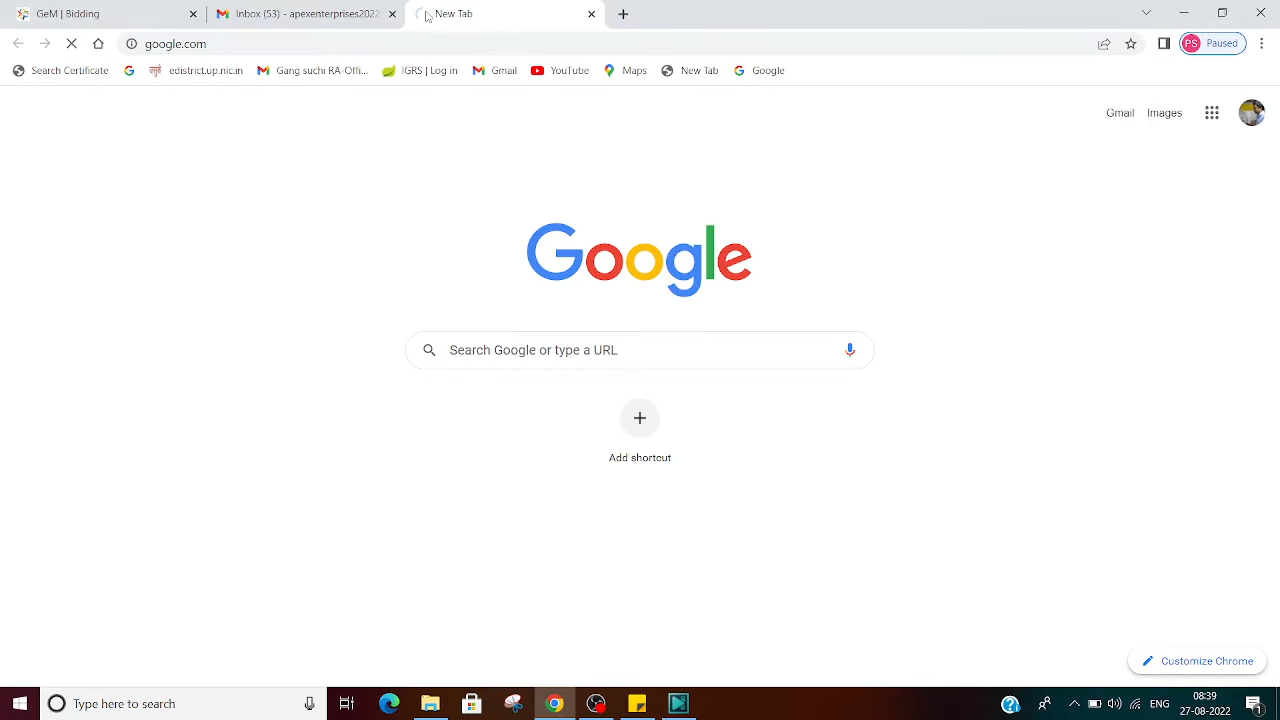 GeM | Bidding
Inbox (53) - apexenterprises2022
New Tab
google.com
PS Paused
Search Certificate
edistrict.up.nic.in
Gang suchi RA-Offi...
IGRS | Log in
Gmail
YouTube
Maps
New Tab
Google
Gmail
Images
Google
Search Google or type a URL
Add shortcut
Customize Chrome
Type here to search
ENG
08:39
27-08-2022
1